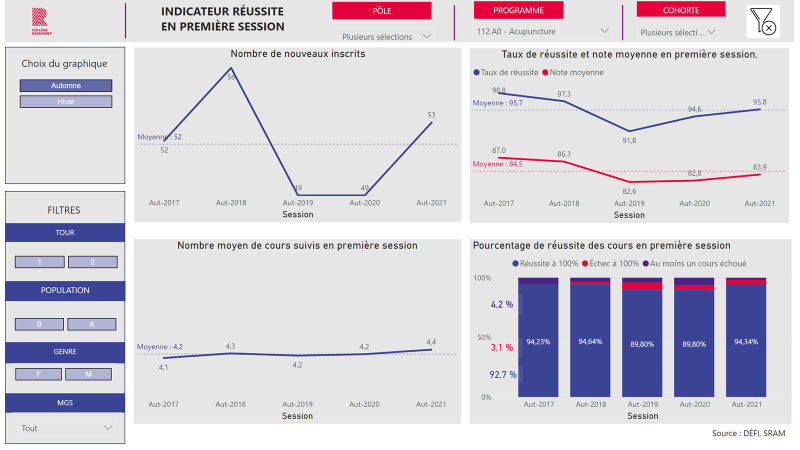 COLLÈGE
ROSEMONT
INDICATEUR RÉUSSITE
EN PREMIÈRE SESSION
PÔLE
Plusieurs sélections
PROGRAMME
112.A0 - Acupuncture
COHORTE
Plusieurs sélecti...
Choix du graphique
Automne
Hiver
FILTRES
TOUR
1 2
POPULATION
B A
GENRE
F M
MGS
Tout
Nombre de nouveaux inscrits
Moyenne : 52
52
56
49
49
53
Aut-2017 Aut-2018 Aut-2019 Aut-2020 Aut-2021
Session
Taux de réussite et note moyenne en première session.
Taux de réussite Note moyenne
98,8
97,3
91,8
94,6
95,8
Moyenne : 95,7
87,0
86,3
82,6
82,8
83,9
Moyenne : 84,5
Aut-2017 Aut-2018 Aut-2019 Aut-2020 Aut-2021
Session
Nombre moyen de cours suivis en première session
Moyenne : 4,2
4,1
4,3
4,2
4,2
4,4
Aut-2017 Aut-2018 Aut-2019 Aut-2020 Aut-2021
Session
Pourcentage de réussite des cours en première session
Réussite à 100% Échec à 100% Au moins un cours échoué
100%
50%
0%
4,2 %
3,1 %
92,7 %
94,23% 94,64% 89,80% 89,80% 94,34%
Aut-2017 Aut-2018 Aut-2019 Aut-2020 Aut-2021
Session
Source : DÉFI, SRAM